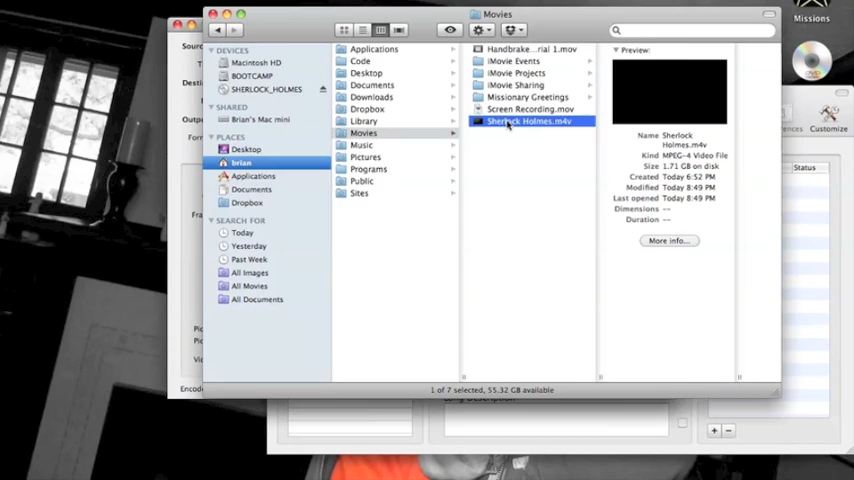 Movies
Missions
DEVICES
Macintosh HD
BOOTCAMP
SHERLOCK_HOLMES
SHARED
Brian's Mac mini
PLACES
Desktop
brian
Applications
Documents
Dropbox
SEARCH FOR
Today
Yesterday
Past Week
All Images
All Movies
All Documents
Applications
Code
Desktop
Documents
Downloads
Dropbox
Library
Movies
Music
Pictures
Programs
Public
Sites
Handbrake...rial 1.mov
iMovie Events
iMovie Projects
iMovie Sharing
Missionary Greetings
Screen Recording.mov
Sherlock Holmes.m4v
Preview:
Name Sherlock
Holmes.m4v
Kind MPEG-4 Video File
Size 1.71 GB on disk
Created Today 6:52 PM
Modified Today 8:49 PM
Last opened Today 8:49 PM
Dimensions --
Duration --
More info...
1 of 7 selected, 55.32 GB available
Customize
Status